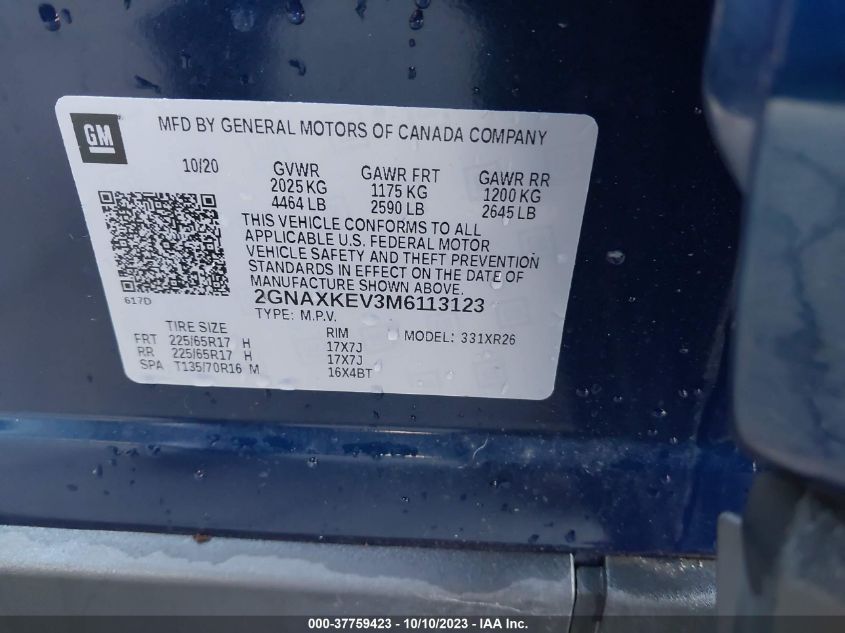 GM
MFD BY GENERAL MOTORS OF CANADA COMPANY
10/20 GVWR GAWR FRT GAWR RR
2025 KG 1175 KG 1200 KG
4464 LB 2590 LB 2645 LB
THIS VEHICLE CONFORMS TO ALL
APPLICABLE U.S. FEDERAL MOTOR
VEHICLE SAFETY AND THEFT PREVENTION
STANDARDS IN EFFECT ON THE DATE OF
MANUFACTURE SHOWN ABOVE.
617D
2GNAXKEV3M6113123
TYPE: M.P.V. MODEL: 331XR26
TIRE SIZE RIM
FRT 225/65R17 H 17X7J
RR 225/65R17 H 17X7J
SPA T135/70R16 M 16X4BT
000-37759423 - 10/10/2023 - IAA Inc.